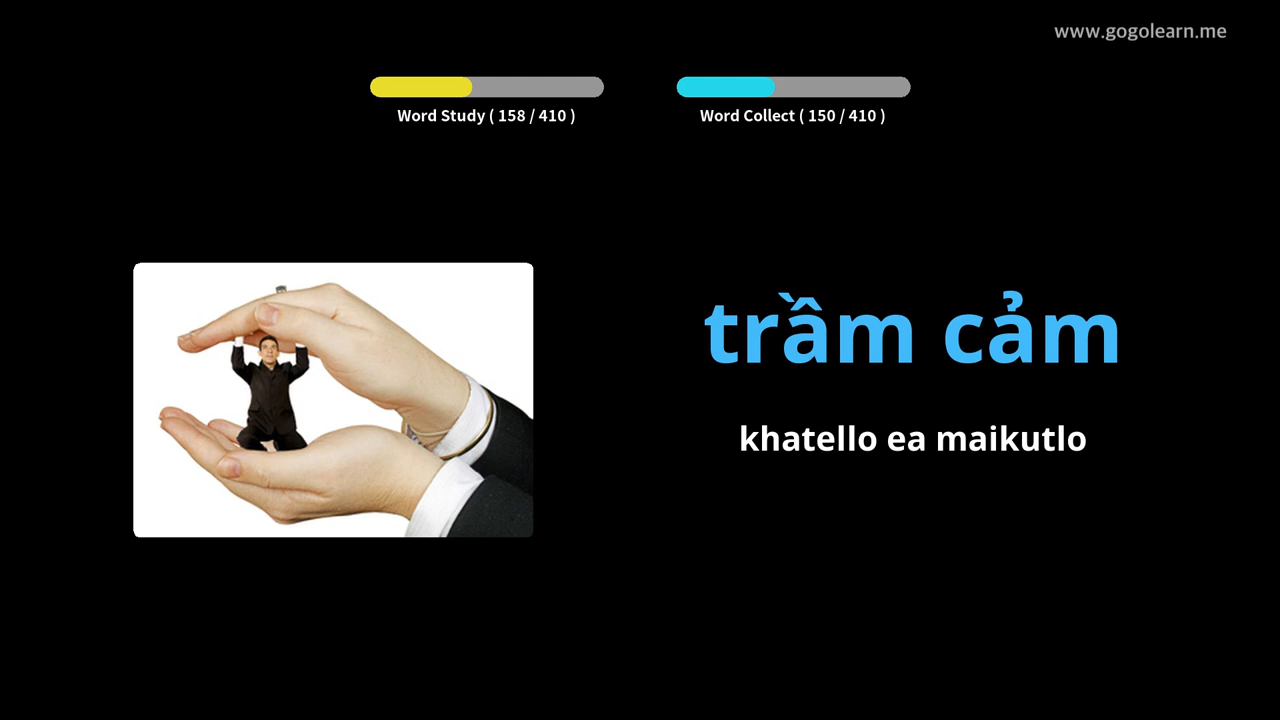 www.gogolearn.me
Word Study ( 158 / 410 )
Word Collect ( 150 / 410 )
trầm cảm
khatello ea maikutlo